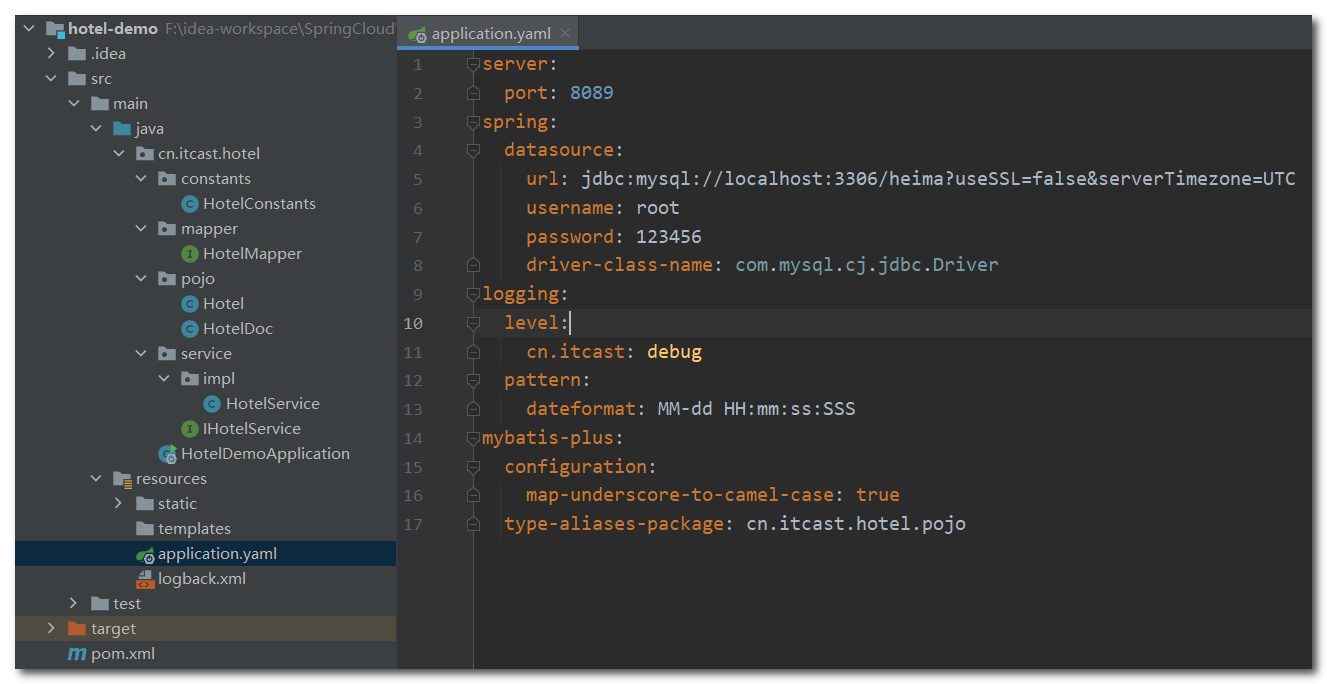 hotel-demo F:\idea-workspace\SpringCloud
.idea
src
main
java
cn.itcast.hotel
constants
HotelConstants
mapper
HotelMapper
pojo
Hotel
HotelDoc
service
impl
HotelService
IHotelService
HotelDemoApplication
resources
static
templates
application.yaml
logback.xml
test
target
pom.xml
application.yaml
1 server:
2   port: 8089
3 spring:
4   datasource:
5     url: jdbc:mysql://localhost:3306/heima?useSSL=false&serverTimezone=UTC
6     username: root
7     password: 123456
8     driver-class-name: com.mysql.cj.jdbc.Driver
9 logging:
10   level:
11     cn.itcast: debug
12   pattern:
13     dateformat: MM-dd HH:mm:ss:SSS
14 mybatis-plus:
15   configuration:
16     map-underscore-to-camel-case: true
17   type-aliases-package: cn.itcast.hotel.pojo